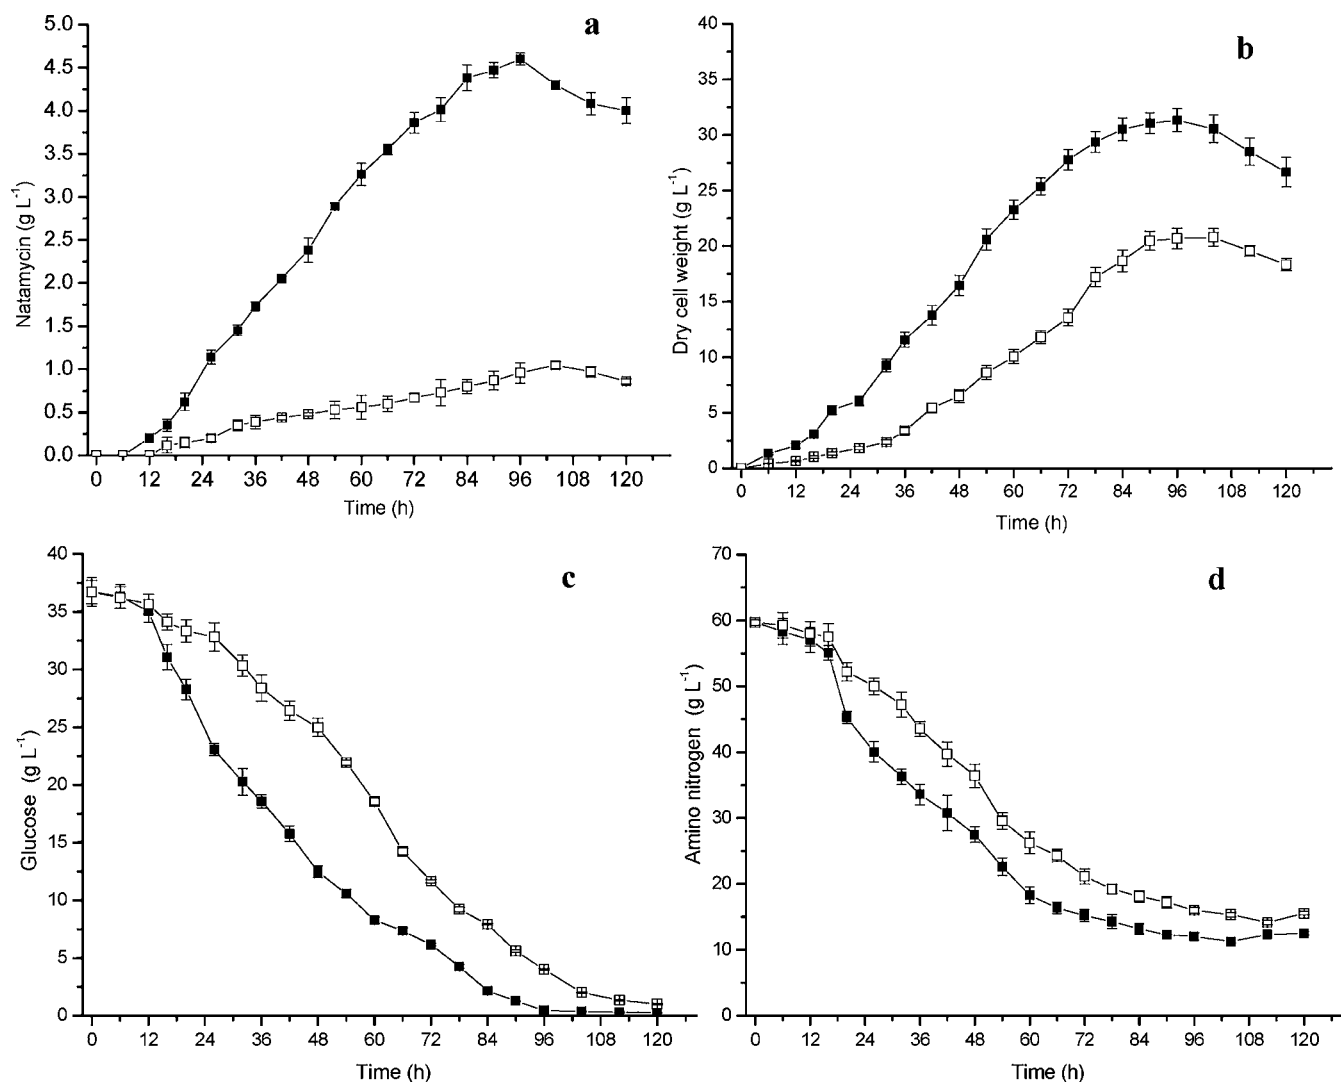 a
5.0
4.5
4.0
3.5
3.0
2.5
2.0
1.5
1.0
0.5
0.0
Natamycin (g L-1)
0 12 24 36 48 60 72 84 96 108 120
Time (h)
b
40
35
30
25
20
15
10
5
0
Dry cell weight (g L-1)
0 12 24 36 48 60 72 84 96 108 120
Time (h)
c
40
35
30
25
20
15
10
5
0
Glucose (g L-1)
0 12 24 36 48 60 72 84 96 108 120
Time (h)
d
70
60
50
40
30
20
10
0
Amino nitrogen (g L-1)
0 12 24 36 48 60 72 84 96 108 120
Time (h)